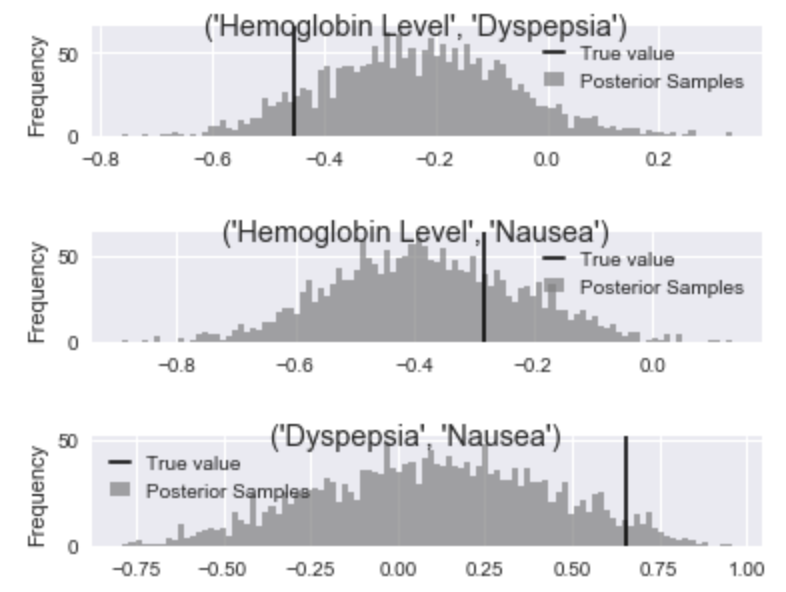 ('Hemoglobin Level', 'Dyspepsia')
Frequency
50
0
True value
Posterior Samples
−0.8 −0.6 −0.4 −0.2 0.0 0.2
('Hemoglobin Level', 'Nausea')
Frequency
50
0
True value
Posterior Samples
−0.8 −0.6 −0.4 −0.2 0.0
('Dyspepsia', 'Nausea')
Frequency
50
0
True value
Posterior Samples
−0.75 −0.50 −0.25 0.00 0.25 0.50 0.75 1.00